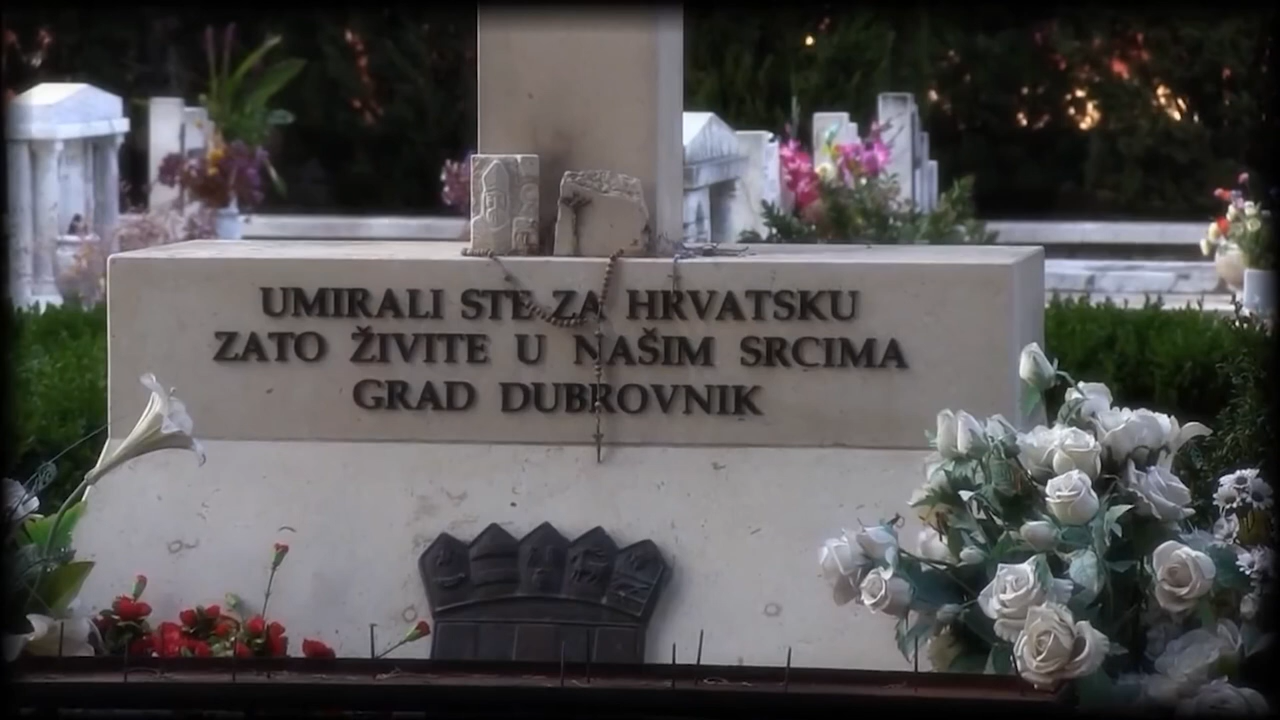 UMIRALI STE ZA HRVATSKU
ZATO ŽIVITE U NAŠIM SRCIMA
GRAD DUBROVNIK